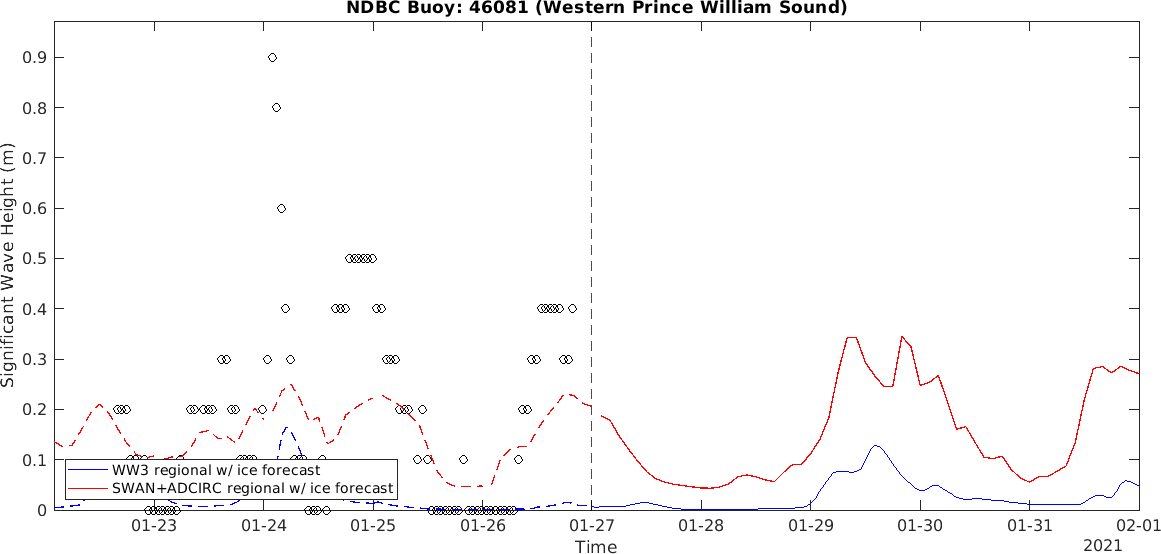 NDBC Buoy: 46081 (Western Prince William Sound)
Significant Wave Height (m)
0.9
0.8
0.7
0.6
0.5
0.4
0.3
0.2
0.1
0
WW3 regional w/ ice forecast
SWAN+ADCIRC regional w/ ice forecast
01-23 01-24 01-25 01-26 01-27 01-28 01-29 01-30 01-31 02-01
Time
2021